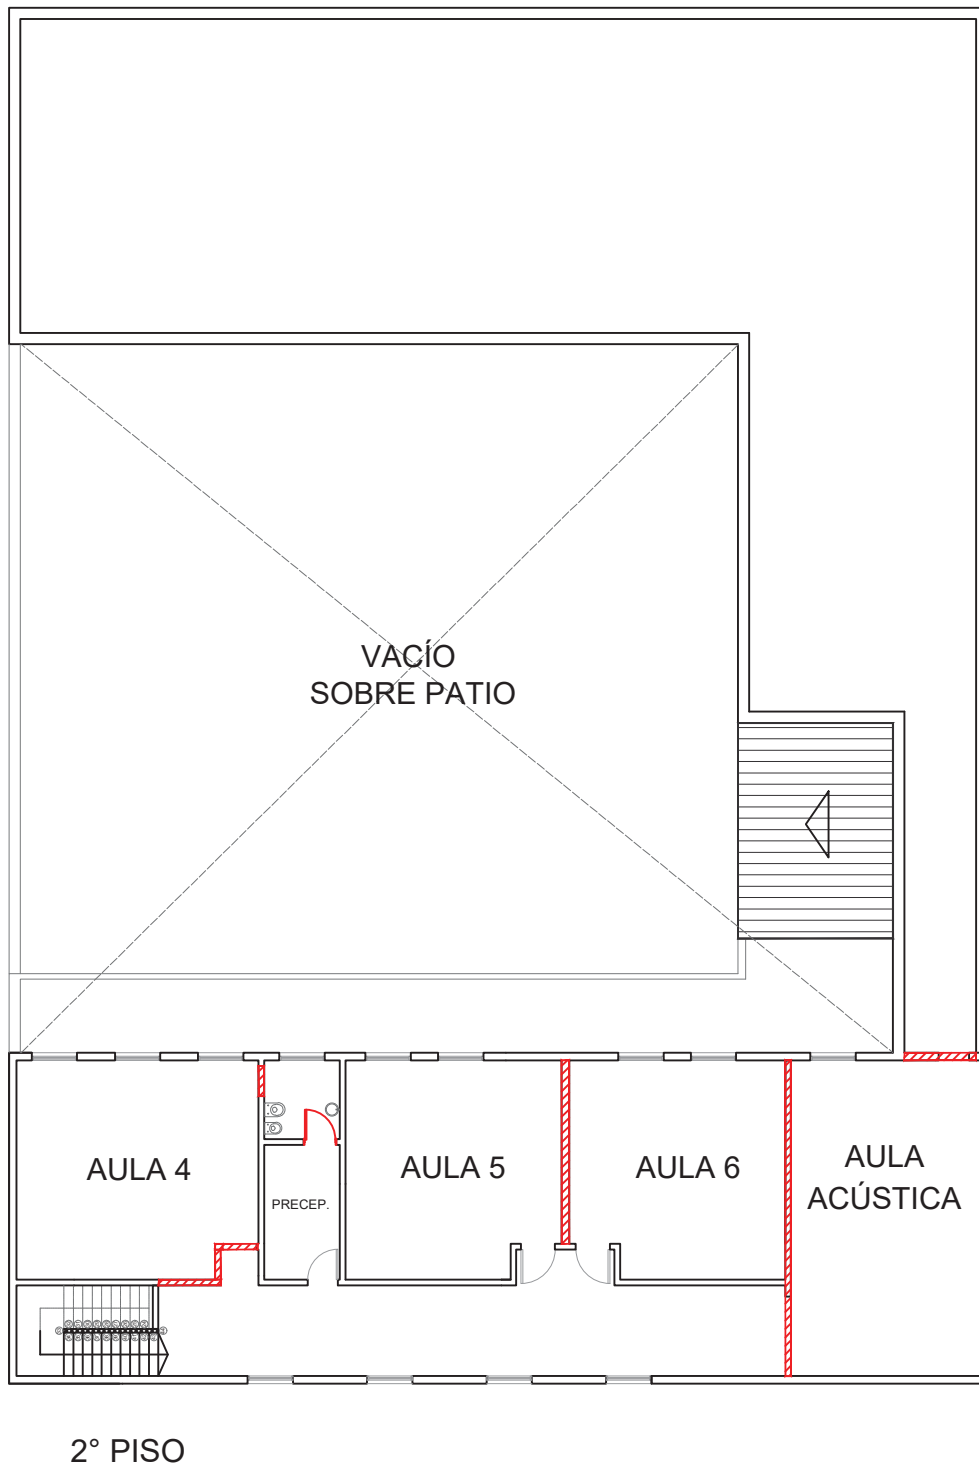 VACÍO
SOBRE PATIO
AULA 4
AULA 5
AULA 6
AULA
ACÚSTICA
PRECEP.
2° PISO